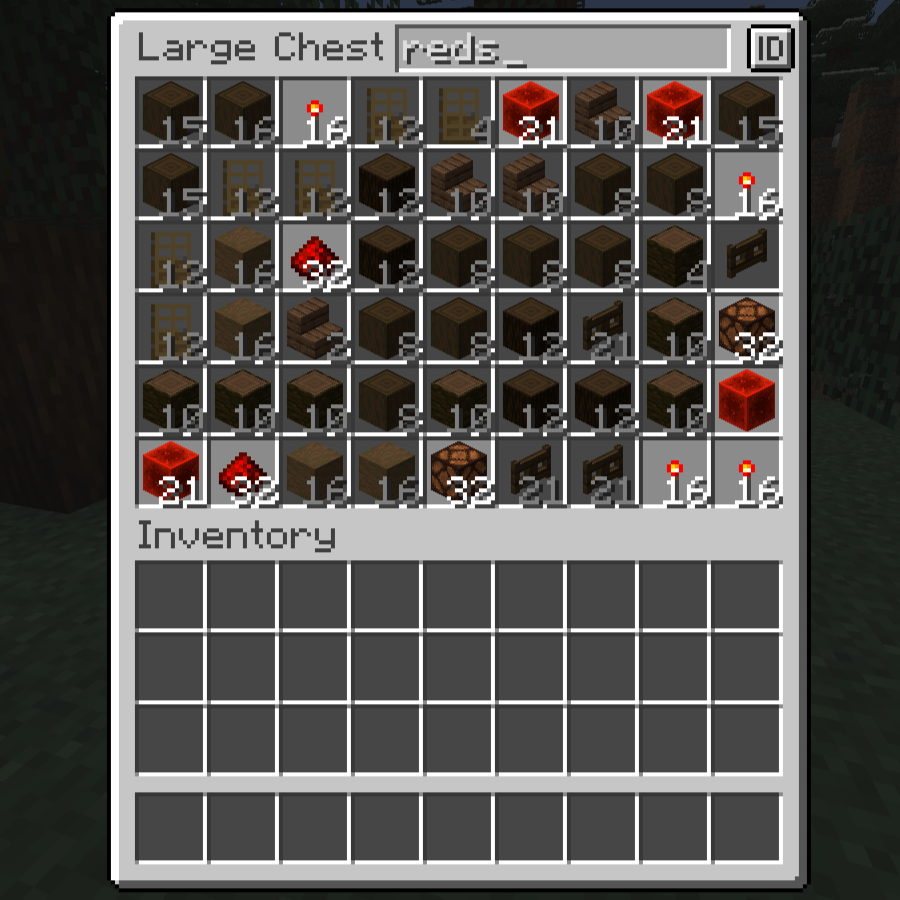 Large Chest reds_ ID
15 16 16 12 4 21 10 21 15
15 12 12 12 10 10 8 8 16
12 16 32 12 8 8 8 4
12 16 2 8 8 12 21 10 32
10 10 10 8 10 12 12 10
21 32 16 16 32 21 21 16 16
Inventory